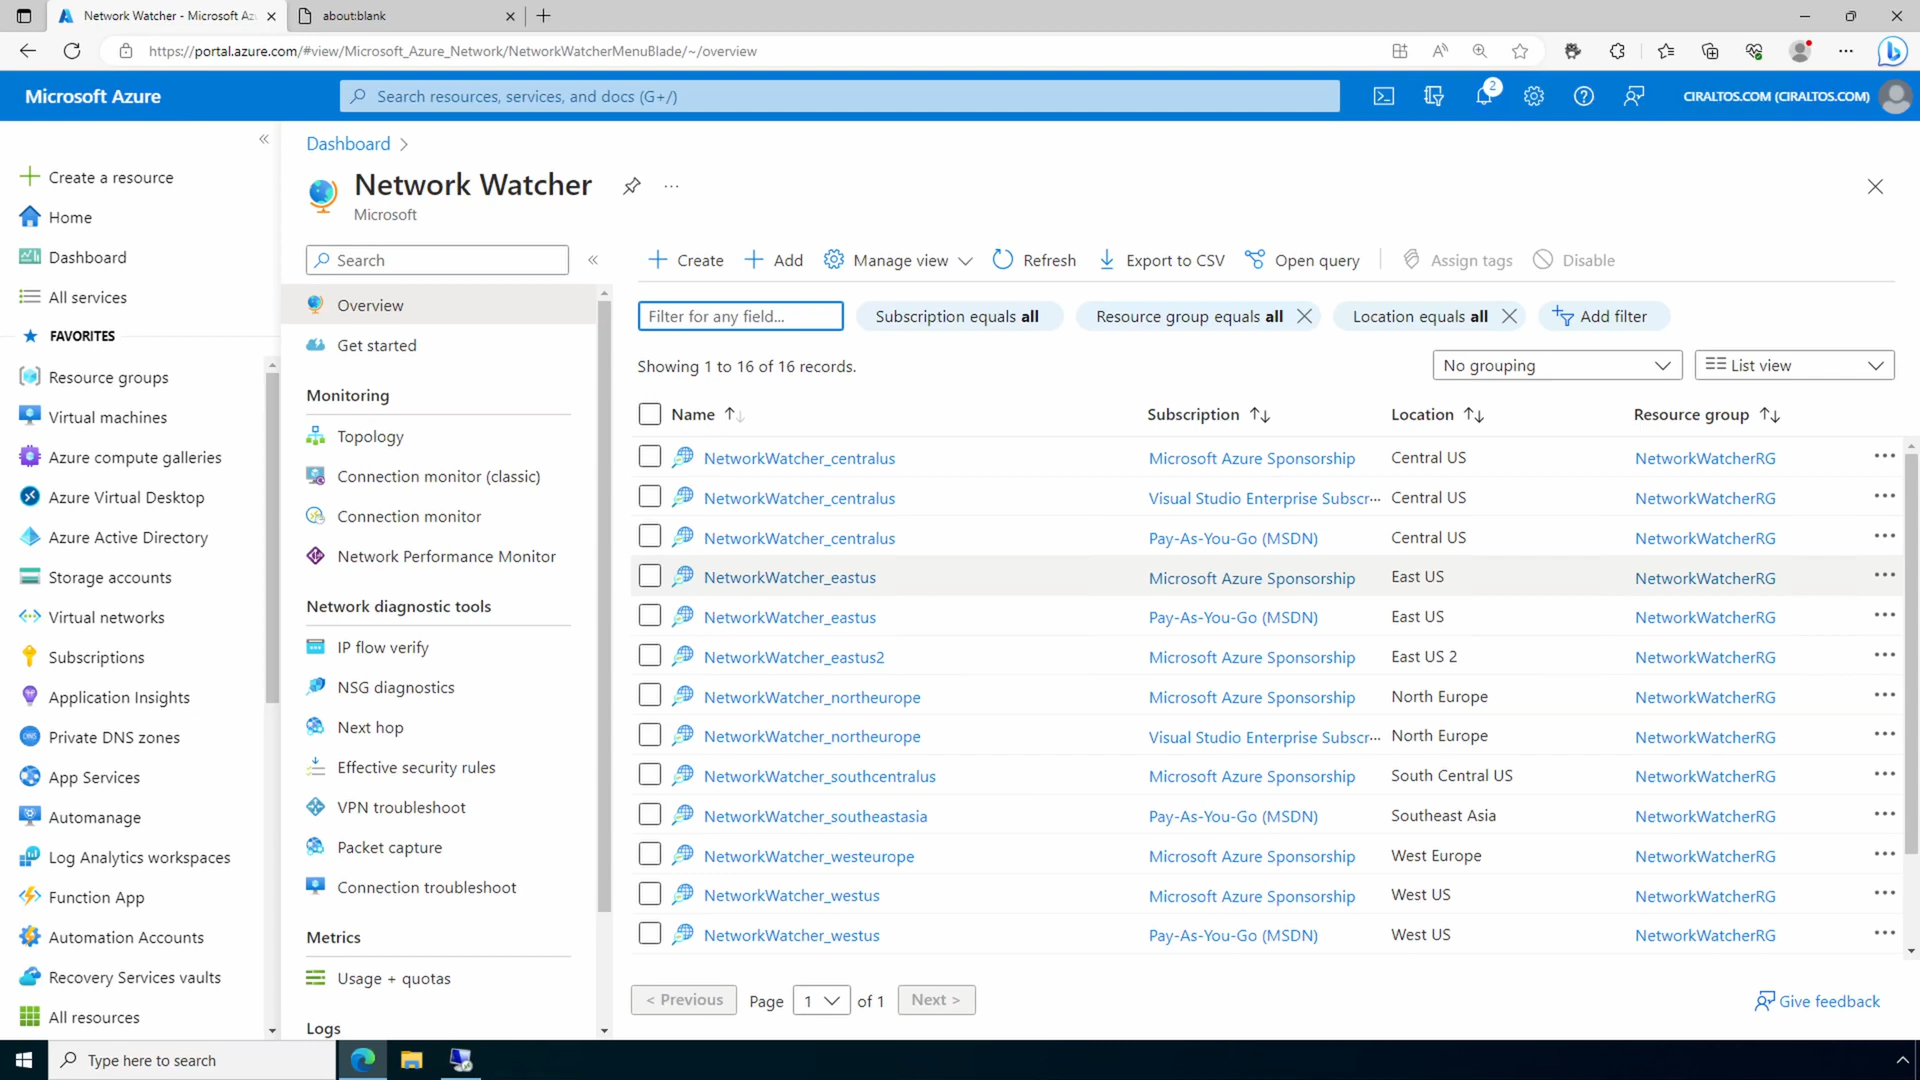 Network Watcher - Microsoft Az
about:blank
https://portal.azure.com/#view/Microsoft_Azure_Network/NetworkWatcherMenuBlade/~/overview
Microsoft Azure
Search resources, services, and docs (G+/)
2
CIRALTOS.COM (CIRALTOS.COM)
Create a resource
Home
Dashboard
All services
FAVORITES
Resource groups
Virtual machines
Azure compute galleries
Azure Virtual Desktop
Azure Active Directory
Storage accounts
Virtual networks
Subscriptions
Application Insights
Private DNS zones
App Services
Automanage
Log Analytics workspaces
Function App
Automation Accounts
Recovery Services vaults
All resources
Dashboard >
Network Watcher
Microsoft
Search
Overview
Get started
Monitoring
Topology
Connection monitor (classic)
Connection monitor
Network Performance Monitor
Network diagnostic tools
IP flow verify
NSG diagnostics
Next hop
Effective security rules
VPN troubleshoot
Packet capture
Connection troubleshoot
Metrics
Usage + quotas
Logs
Create Add Manage view Refresh Export to CSV Open query Assign tags Disable
Filter for any field... Subscription equals all Resource group equals all Location equals all Add filter
Showing 1 to 16 of 16 records. No grouping List view
Name Subscription Location Resource group
NetworkWatcher_centralus Microsoft Azure Sponsorship Central US NetworkWatcherRG
NetworkWatcher_centralus Visual Studio Enterprise Subscr... Central US NetworkWatcherRG
NetworkWatcher_centralus Pay-As-You-Go (MSDN) Central US NetworkWatcherRG
NetworkWatcher_eastus Microsoft Azure Sponsorship East US NetworkWatcherRG
NetworkWatcher_eastus Pay-As-You-Go (MSDN) East US NetworkWatcherRG
NetworkWatcher_eastus2 Microsoft Azure Sponsorship East US 2 NetworkWatcherRG
NetworkWatcher_northeurope Microsoft Azure Sponsorship North Europe NetworkWatcherRG
NetworkWatcher_northeurope Visual Studio Enterprise Subscr... North Europe NetworkWatcherRG
NetworkWatcher_southcentralus Microsoft Azure Sponsorship South Central US NetworkWatcherRG
NetworkWatcher_southeastasia Pay-As-You-Go (MSDN) Southeast Asia NetworkWatcherRG
NetworkWatcher_westeurope Microsoft Azure Sponsorship West Europe NetworkWatcherRG
NetworkWatcher_westus Microsoft Azure Sponsorship West US NetworkWatcherRG
NetworkWatcher_westus Pay-As-You-Go (MSDN) West US NetworkWatcherRG
< Previous Page 1 of 1 Next >
Give feedback
Type here to search